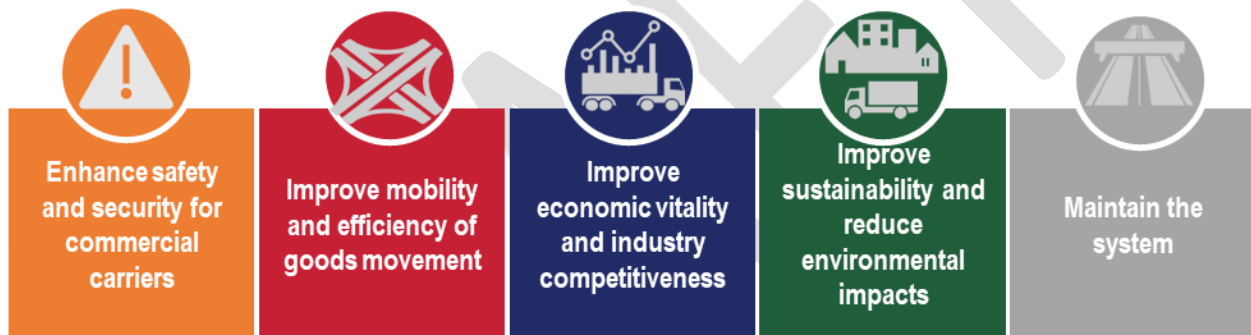 Enhance safety
and security for
commercial
carriers
Improve mobility
and efficiency of
goods movement
Improve
economic vitality
and industry
competitiveness
Improve
sustainability and
reduce
environmental
impacts
Maintain the
system